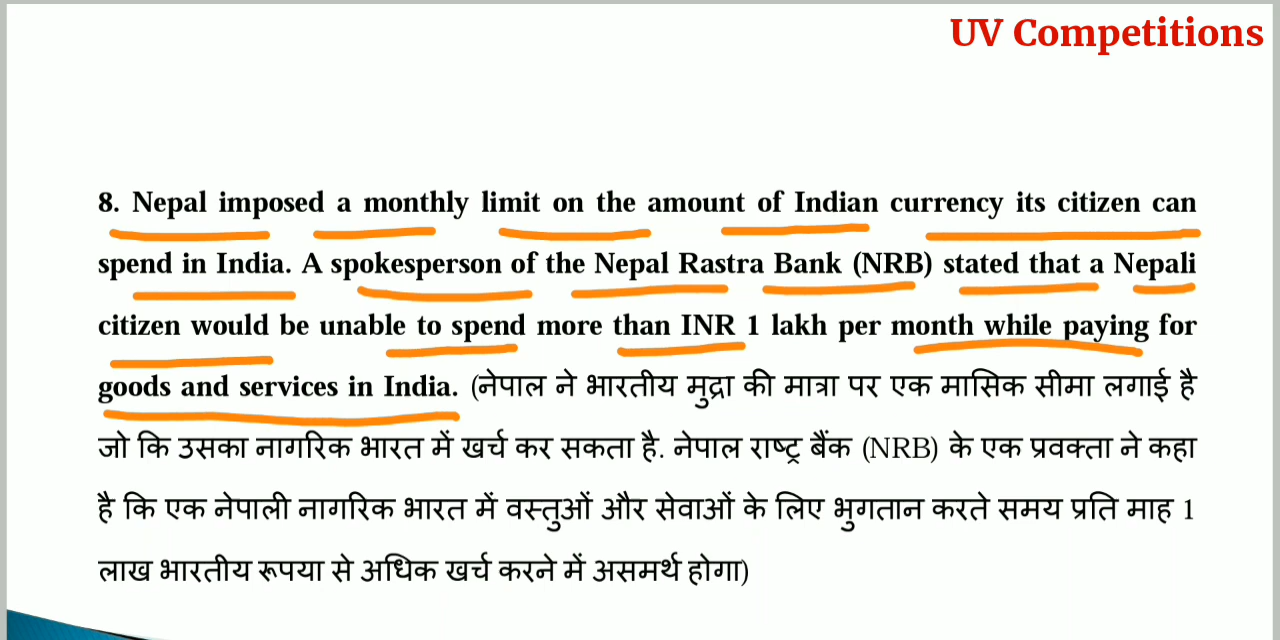 UV Competitions
8. Nepal imposed a monthly limit on the amount of Indian currency its citizen can
spend in India. A spokesperson of the Nepal Rastra Bank (NRB) stated that a Nepali
citizen would be unable to spend more than INR 1 lakh per month while paying for
goods and services in India. (नेपाल ने भारतीय मुद्रा की मात्रा पर एक मासिक सीमा लगाई है
जो कि उसका नागरिक भारत में खर्च कर सकता है. नेपाल राष्ट्र बैंक (NRB) के एक प्रवक्ता ने कहा
है कि एक नेपाली नागरिक भारत में वस्तुओं और सेवाओं के लिए भुगतान करते समय प्रति माह 1
लाख भारतीय रूपया से अधिक खर्च करने में असमर्थ होगा)